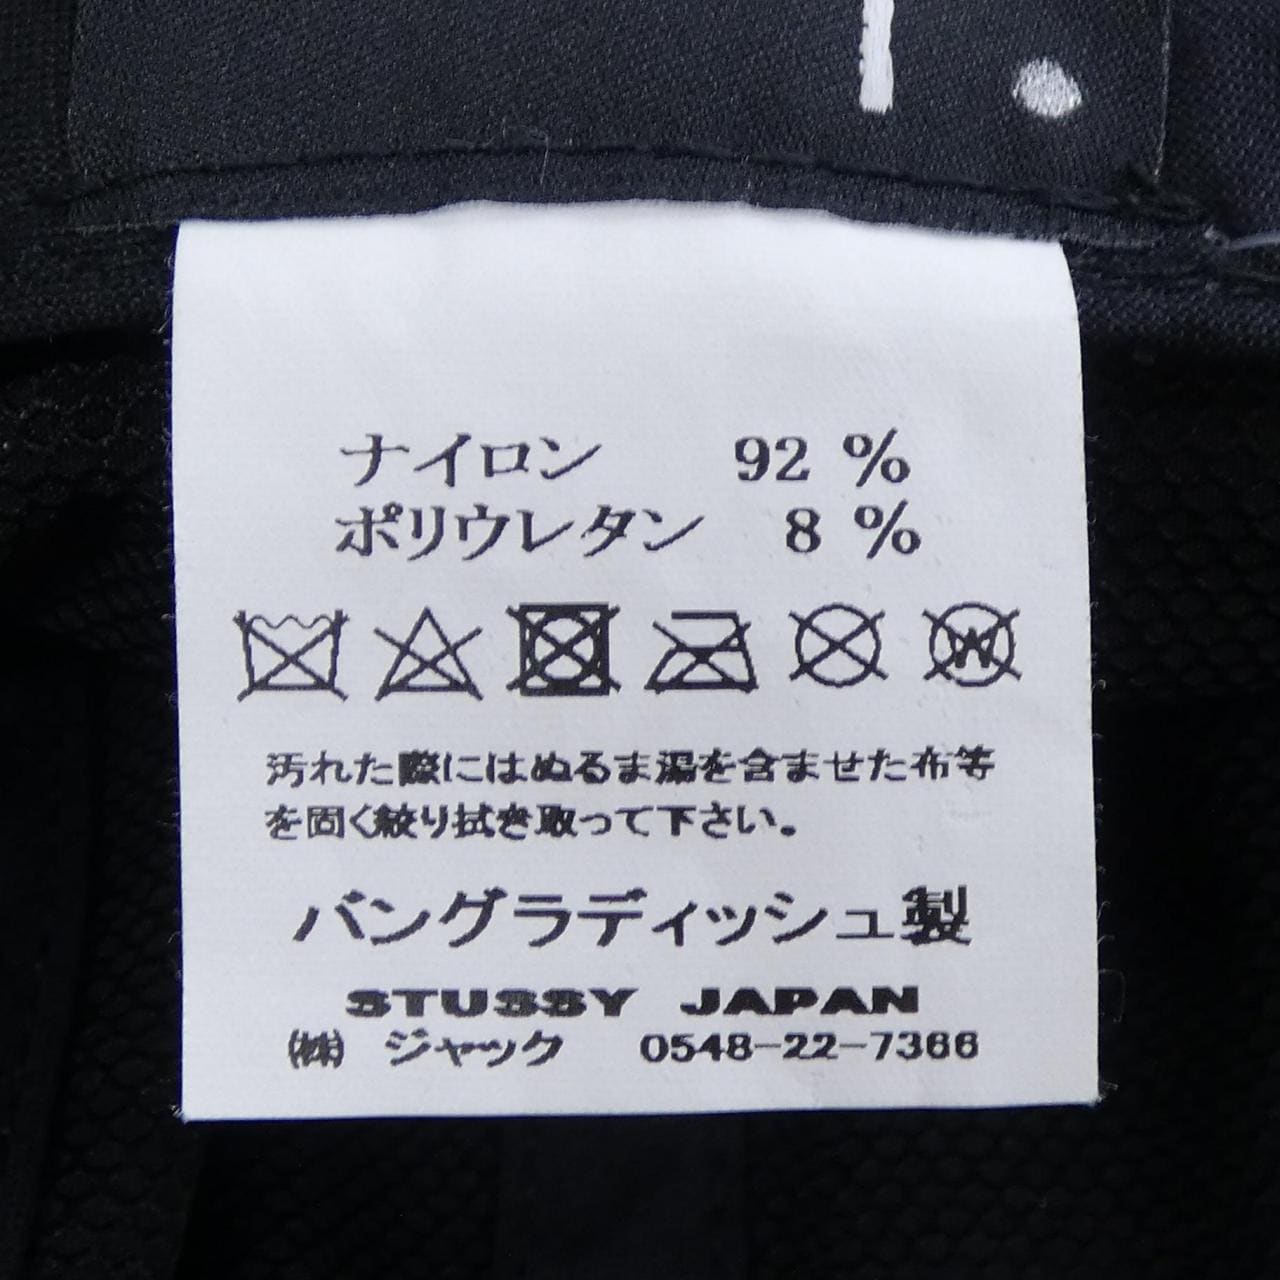 ナイロン 92 %
ポリウレタン 8 %
汚れた際にはぬるま湯を含ませた布等
を固く絞り拭き取って下さい。
バングラディッシュ製
STUSSY JAPAN
㈱ ジャック 0548-22-7366